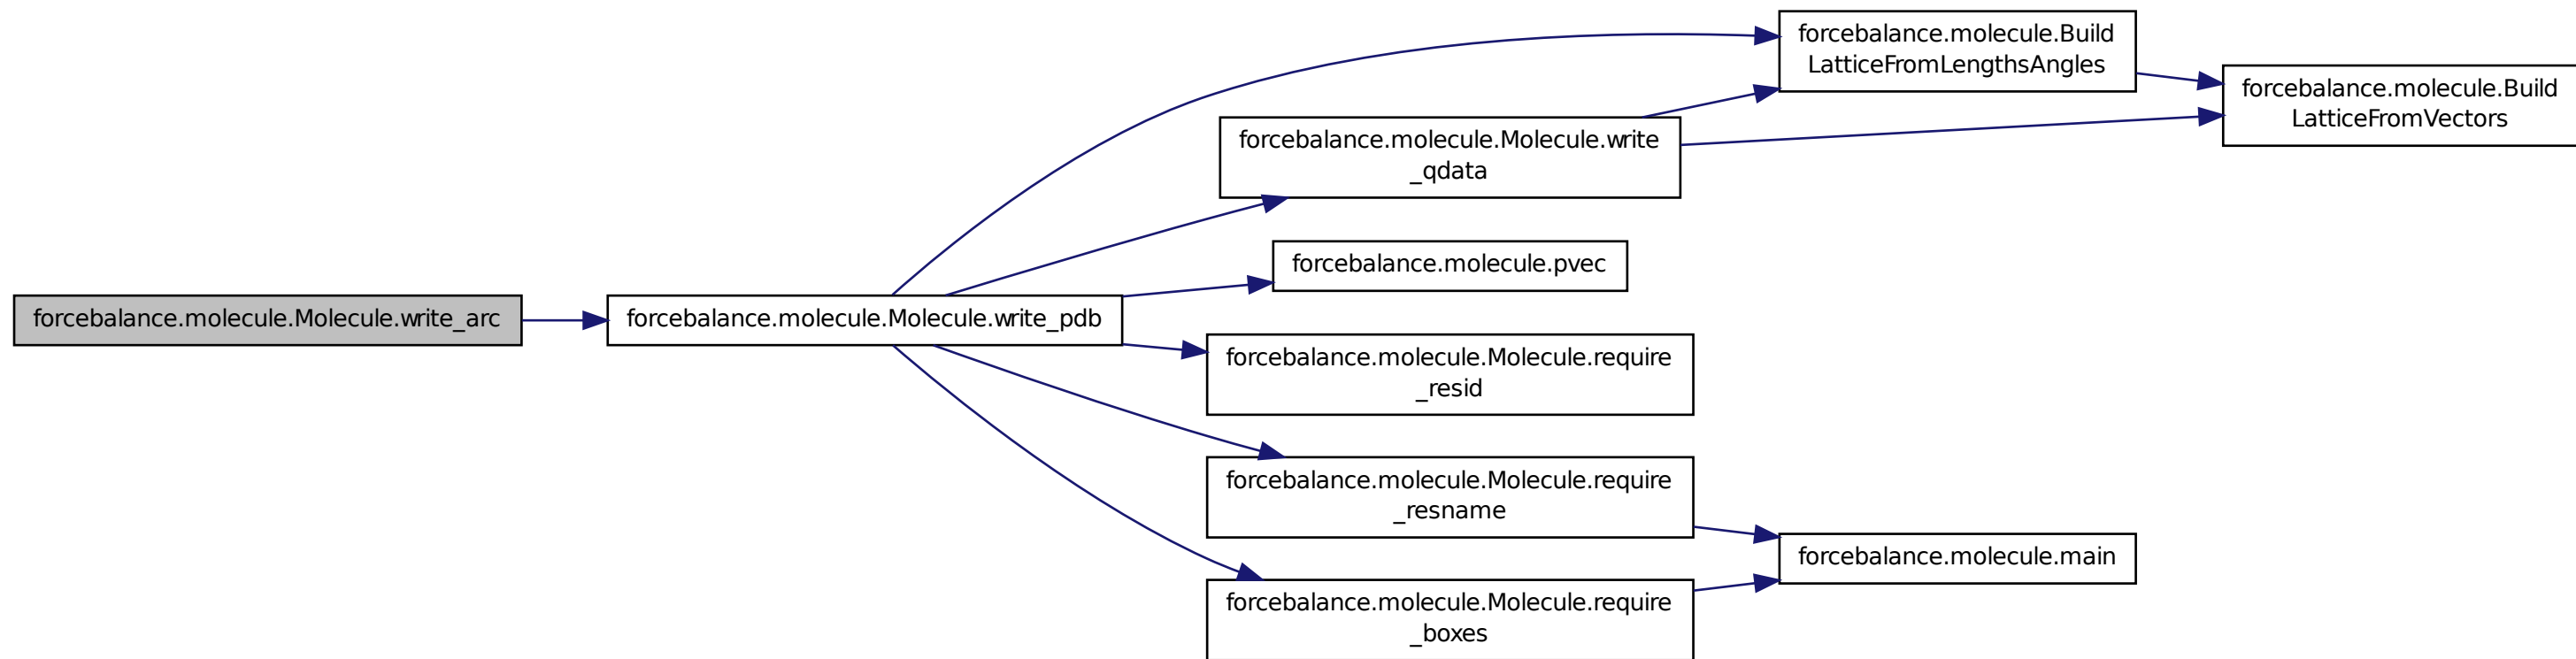 forcebalance.molecule.Molecule.write_arc
forcebalance.molecule.Molecule.write_pdb
forcebalance.molecule.Build
LatticeFromLengthsAngles
forcebalance.molecule.Build
LatticeFromVectors
forcebalance.molecule.Molecule.write
_qdata
forcebalance.molecule.pvec
forcebalance.molecule.Molecule.require
_resid
forcebalance.molecule.Molecule.require
_resname
forcebalance.molecule.main
forcebalance.molecule.Molecule.require
_boxes